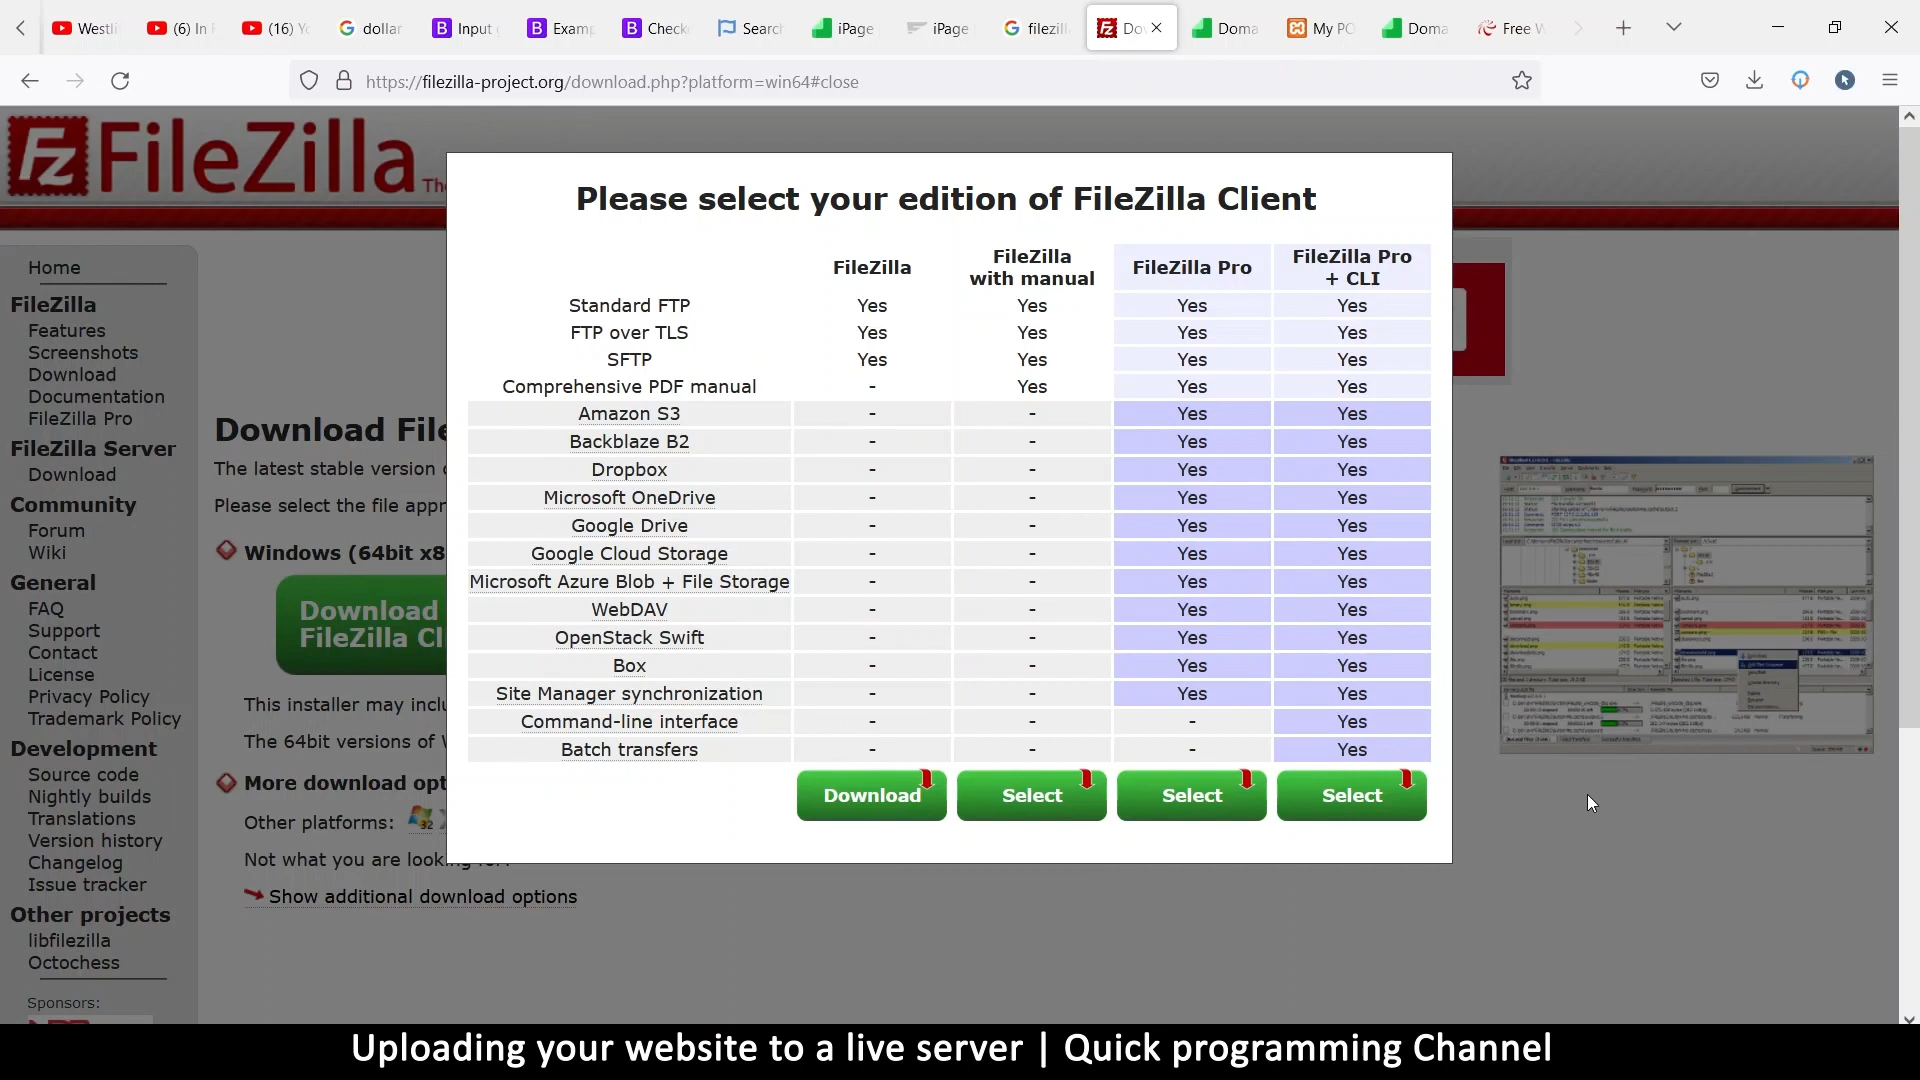 Westl
(6) In
(16) Y
dollar
Input
Examp
Check
Search
iPage
iPage
filezill
Do
Doma
My PO
Doma
Free W
https://filezilla-project.org/download.php?platform=win64#close
FileZilla
The
Please select your edition of FileZilla Client
FileZilla
FileZilla with manual
FileZilla Pro
FileZilla Pro + CLI
Standard FTP Yes Yes Yes Yes
FTP over TLS Yes Yes Yes Yes
SFTP Yes Yes Yes Yes
Comprehensive PDF manual - Yes Yes Yes
Amazon S3 - - Yes Yes
Backblaze B2 - - Yes Yes
Dropbox - - Yes Yes
Microsoft OneDrive - - Yes Yes
Google Drive - - Yes Yes
Google Cloud Storage - - Yes Yes
Microsoft Azure Blob + File Storage - - Yes Yes
WebDAV - - Yes Yes
OpenStack Swift - - Yes Yes
Box - - Yes Yes
Site Manager synchronization - - Yes Yes
Command-line interface - - - Yes
Batch transfers - - - Yes
Download Select Select Select
Home
FileZilla
Features
Screenshots
Download
Documentation
FileZilla Pro
FileZilla Server
Download
Community
Forum
Wiki
General
FAQ
Support
Contact
License
Privacy Policy
Trademark Policy
Development
Source code
Nightly builds
Translations
Version history
Changelog
Issue tracker
Other projects
libfilezilla
Octochess
Sponsors:
Download File
The latest stable version
Please select the file appr
Windows (64bit x8
Download
FileZilla Cl
This installer may inclu
The 64bit versions of
More download opt
Other platforms:
32
Not what you are looking for?
Show additional download options
Uploading your website to a live server | Quick programming Channel